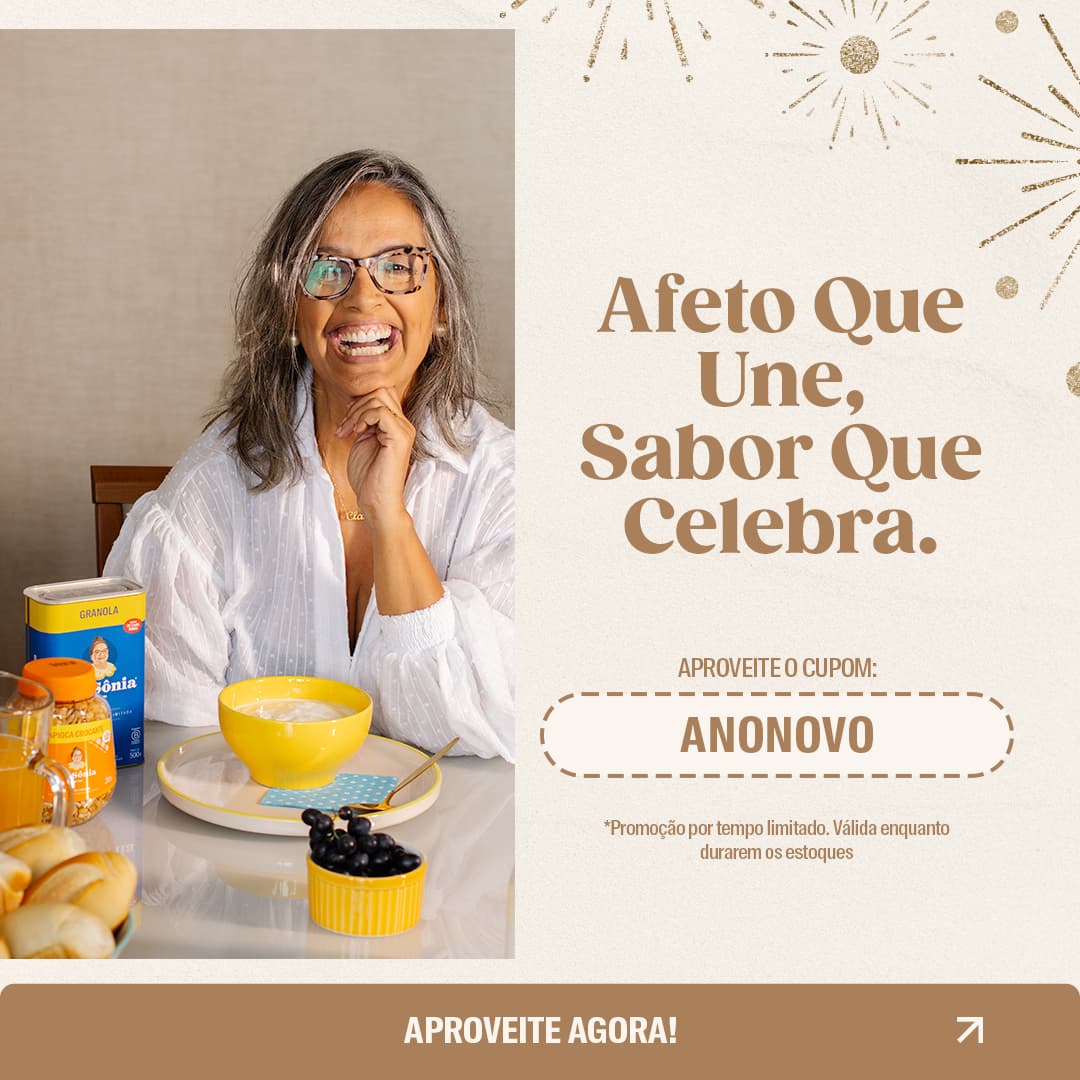 Afeto Que
Une,
Sabor Que
Celebra.
APROVEITE O CUPOM:
ANONOVO
*Promoção por tempo limitado. Válida enquanto
durarem os estoques
GRANOLA
Sônia
500g
CROCANTE
Sônia
APROVEITE AGORA!